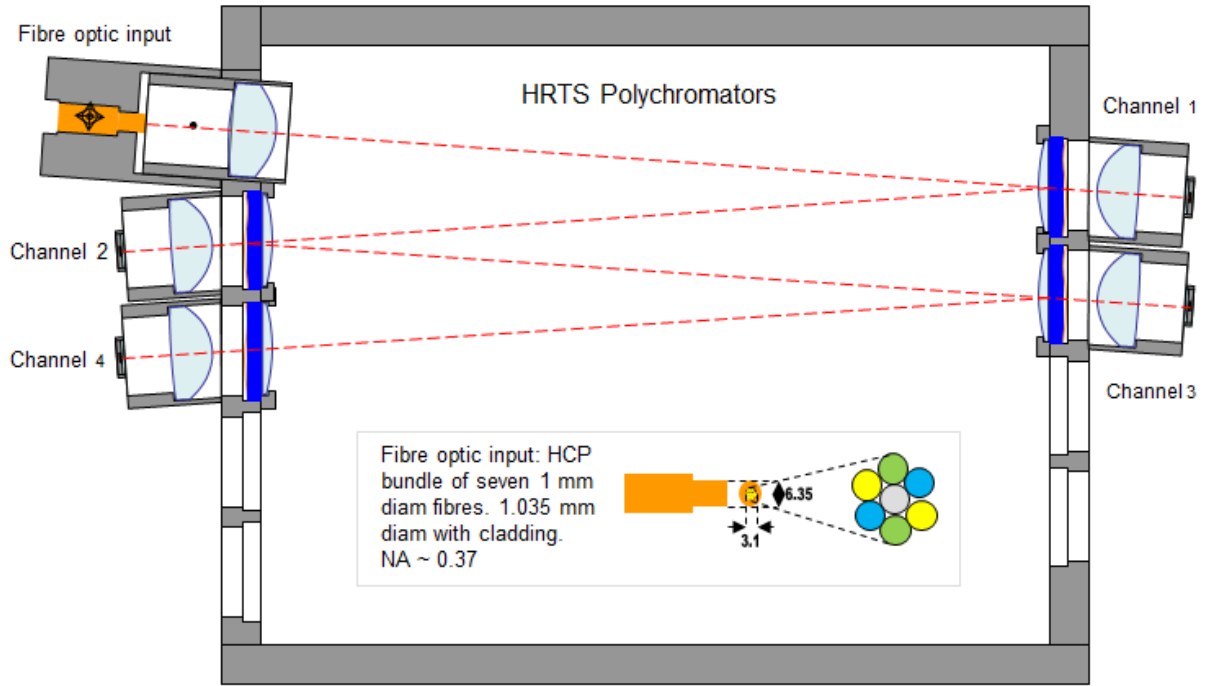 Fibre optic input
HRTS Polychromators
Channel 1
Channel 2
Channel 4
Channel 3
Fibre optic input: HCP
bundle of seven 1 mm
diam fibres. 1.035 mm
diam with cladding.
NA ~ 0.37
6.35
3.1